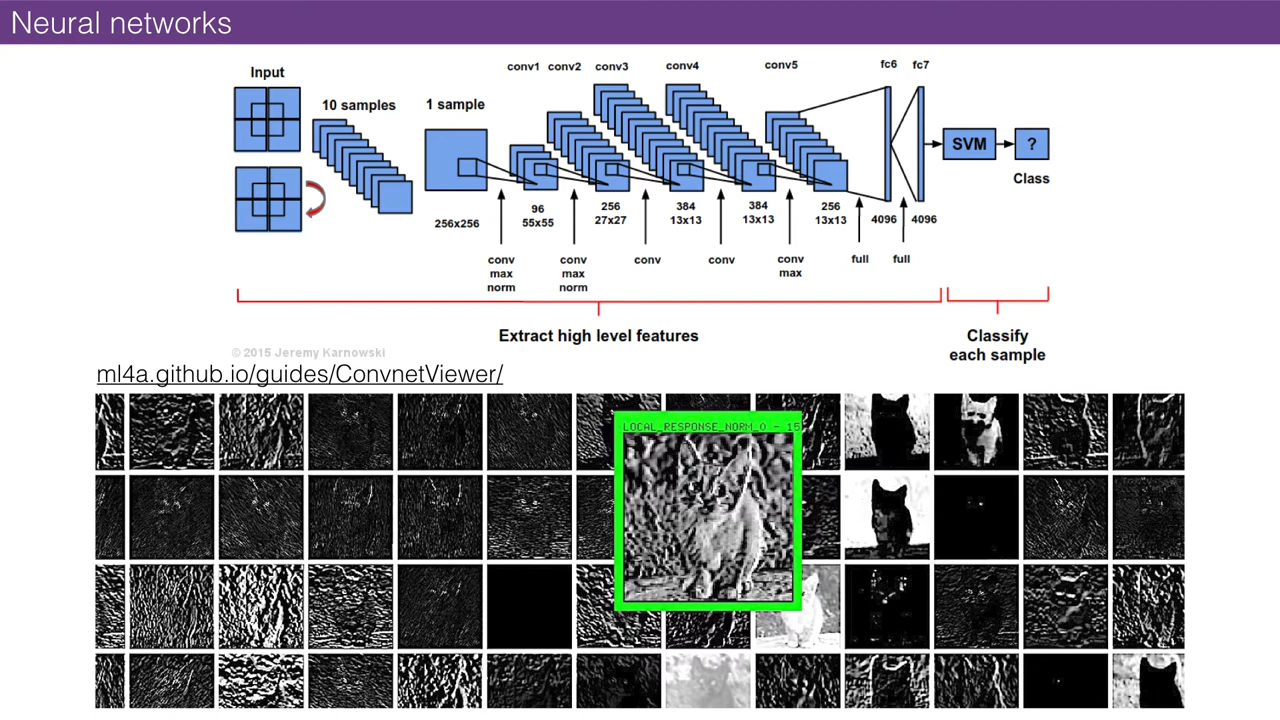 Neural networks
Input
10 samples
1 sample
conv1 conv2 conv3 conv4 conv5 fc6 fc7
SVM
?
Class
256x256
96
55x55
256
27x27
384
13x13
384
13x13
256
13x13
4096
4096
conv
max
norm
conv
max
norm
conv
conv
conv
max
full
full
Extract high level features
Classify
each sample
© 2015 Jeremy Karnowski
ml4a.github.io/guides/ConvnetViewer/
LOCAL_RESPONSE_NORM_0 - 15